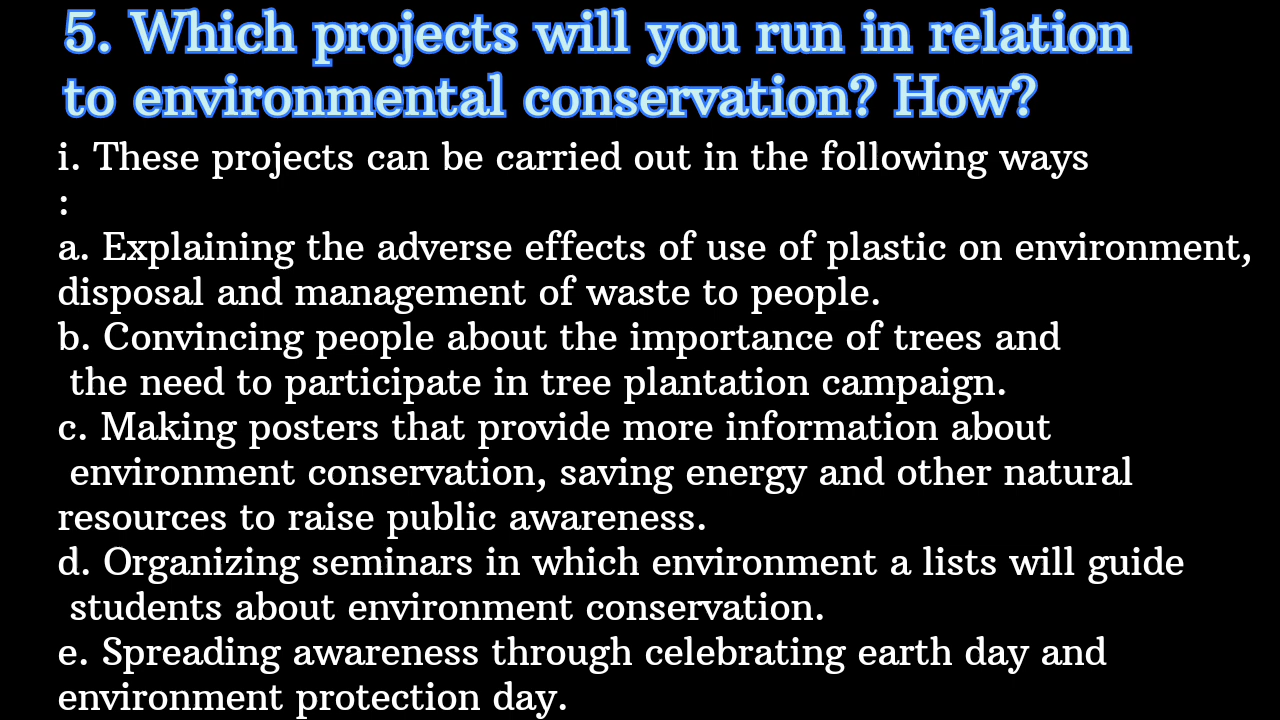 5. Which projects will you run in relation
to environmental conservation? How?
i. These projects can be carried out in the following ways
:
a. Explaining the adverse effects of use of plastic on environment,
disposal and management of waste to people.
b. Convincing people about the importance of trees and
the need to participate in tree plantation campaign.
c. Making posters that provide more information about
environment conservation, saving energy and other natural
resources to raise public awareness.
d. Organizing seminars in which environment a lists will guide
students about environment conservation.
e. Spreading awareness through celebrating earth day and
environment protection day.